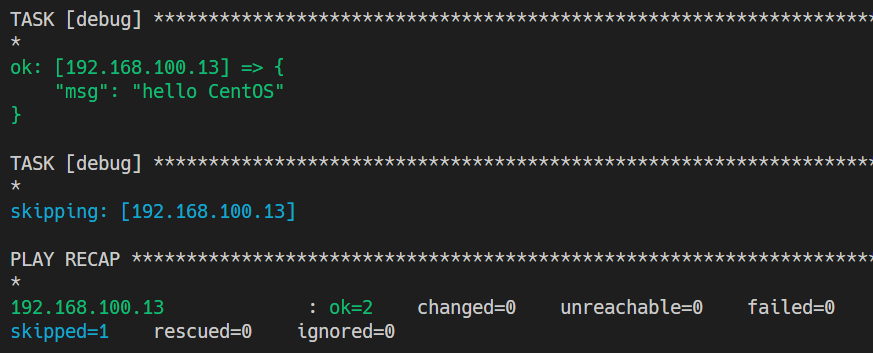 TASK [debug] ******************************************************************
*
ok: [192.168.100.13] => {
    "msg": "hello CentOS"
}
TASK [debug] ******************************************************************
*
skipping: [192.168.100.13]
PLAY RECAP ********************************************************************
*
192.168.100.13             : ok=2    changed=0    unreachable=0    failed=0
skipped=1    rescued=0    ignored=0